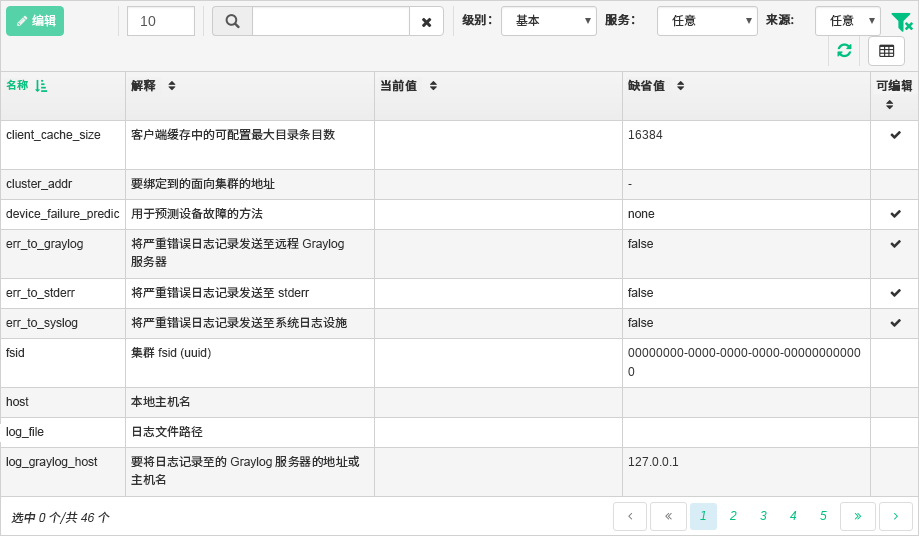 编辑
10
级别：
基本
服务：
任意
来源:
任意
名称
解释
当前值
缺省值
可编辑
client_cache_size
客户端缓存中的可配置最大目录条目数
16384
cluster_addr
要绑定到的面向集群的地址
-
device_failure_predic
用于预测设备故障的方法
none
err_to_graylog
将严重错误日志记录发送至远程 Graylog
服务器
false
err_to_stderr
将严重错误日志记录发送至 stderr
false
err_to_syslog
将严重错误日志记录发送至系统日志设施
false
fsid
集群 fsid (uuid)
00000000-0000-0000-0000-00000000000
0
host
本地主机名
log_file
日志文件路径
log_graylog_host
要将日志记录至的 Graylog 服务器的地址或
主机名
127.0.0.1
选中 0 个/共 46 个
‹ « 1 2 3 4 5 » ›